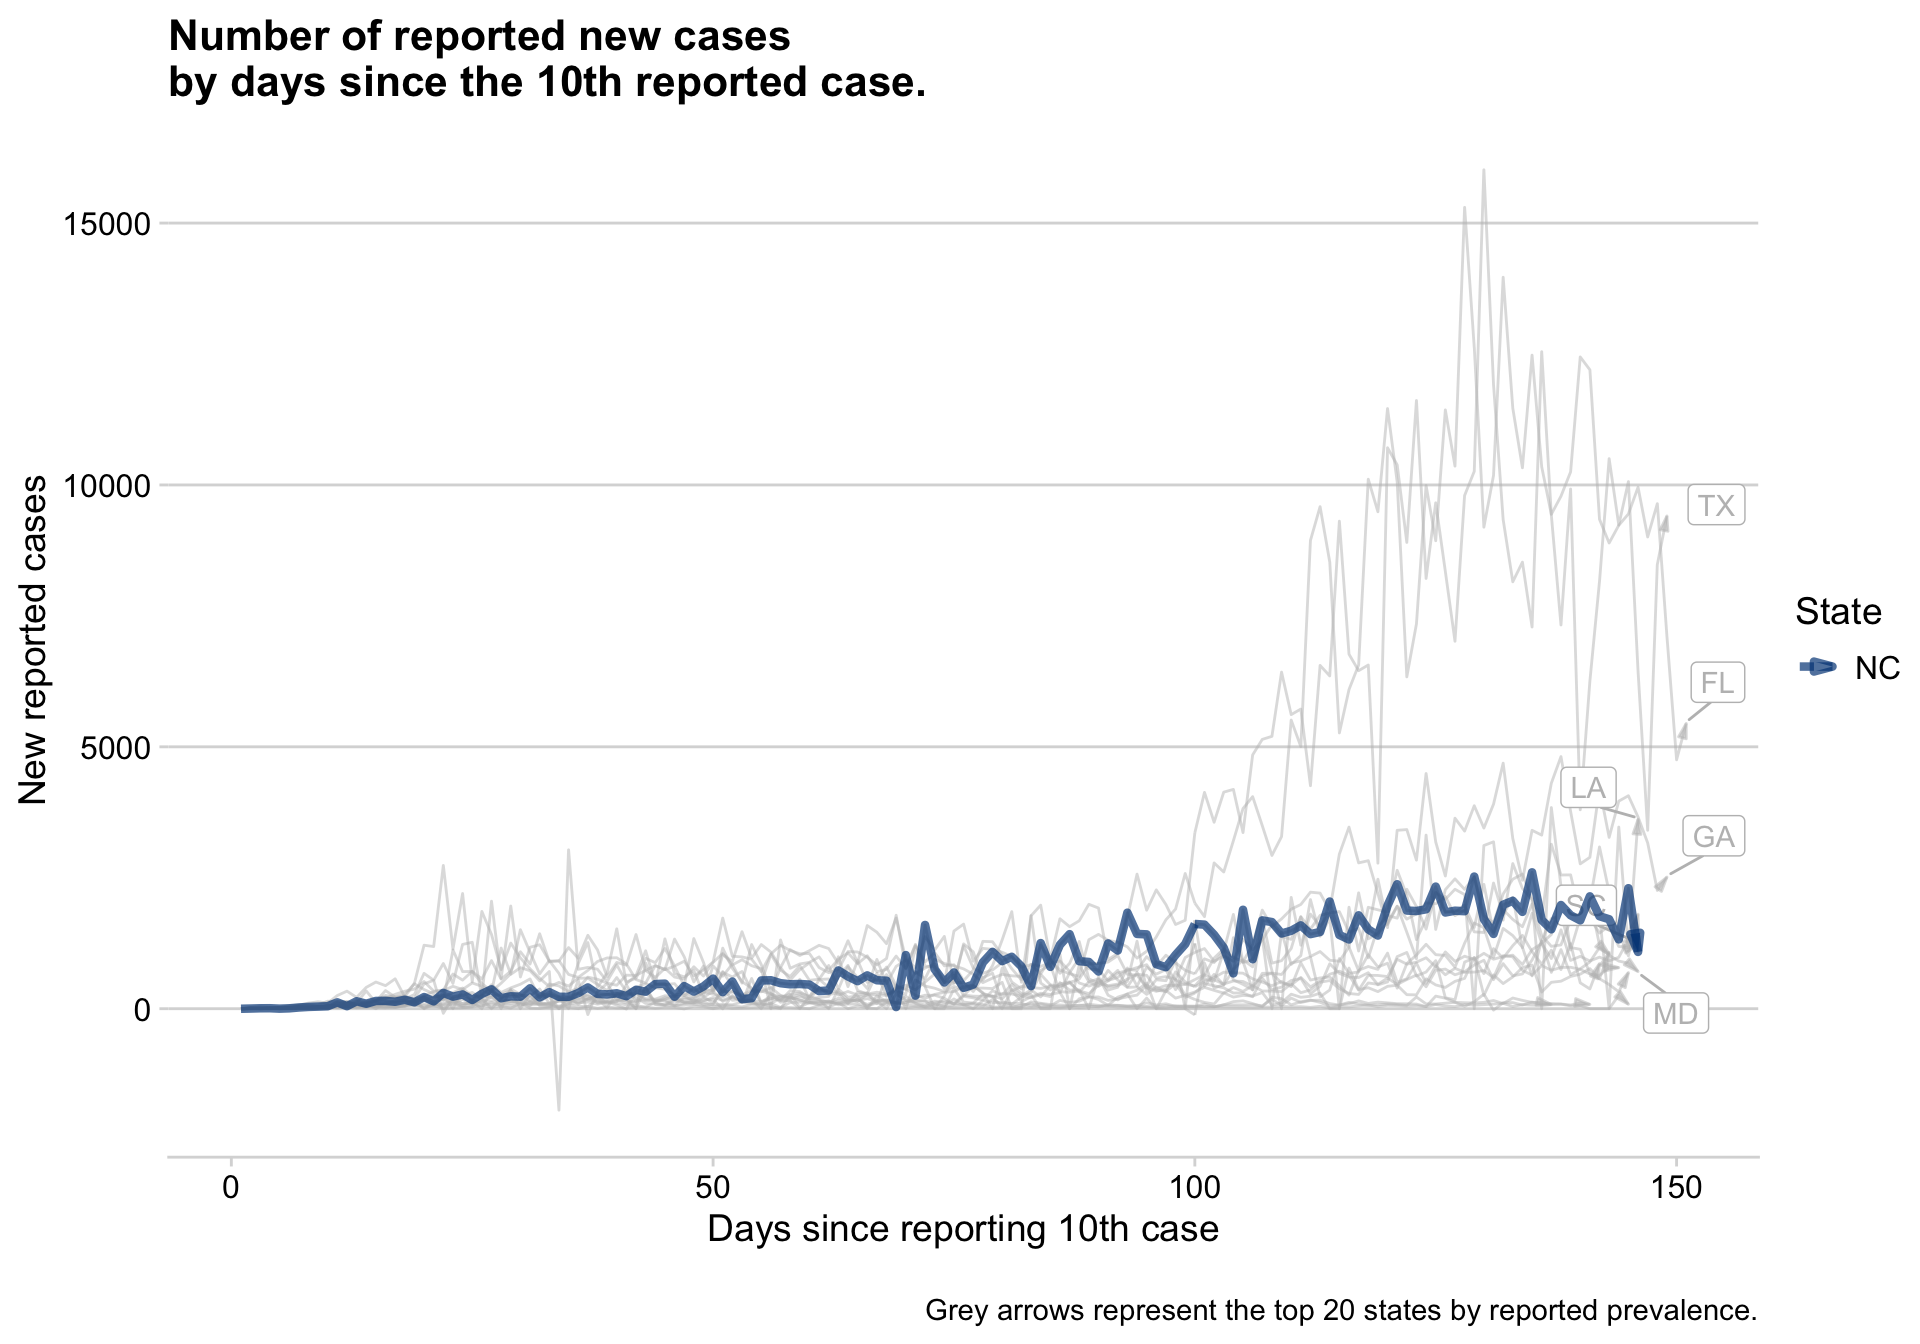 Number of reported new cases
by days since the 10th reported case.
15000
10000
5000
0
New reported cases
TX
FL
LA
GA
SC
MD
State
NC
0
50
100
150
Days since reporting 10th case
Grey arrows represent the top 20 states by reported prevalence.